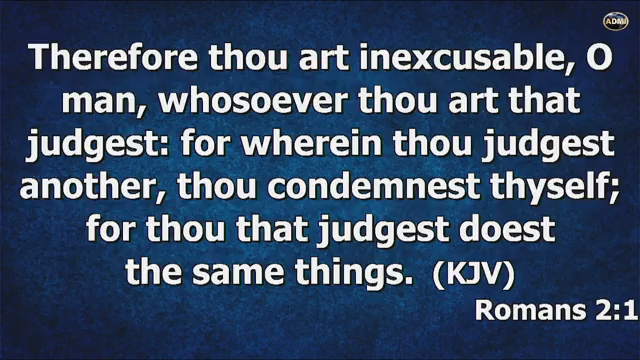 ADMI
Therefore thou art inexcusable, O
man, whosoever thou art that
judgest: for wherein thou judgest
another, thou condemnest thyself;
for thou that judgest doest
the same things. (KJV)
Romans 2:1